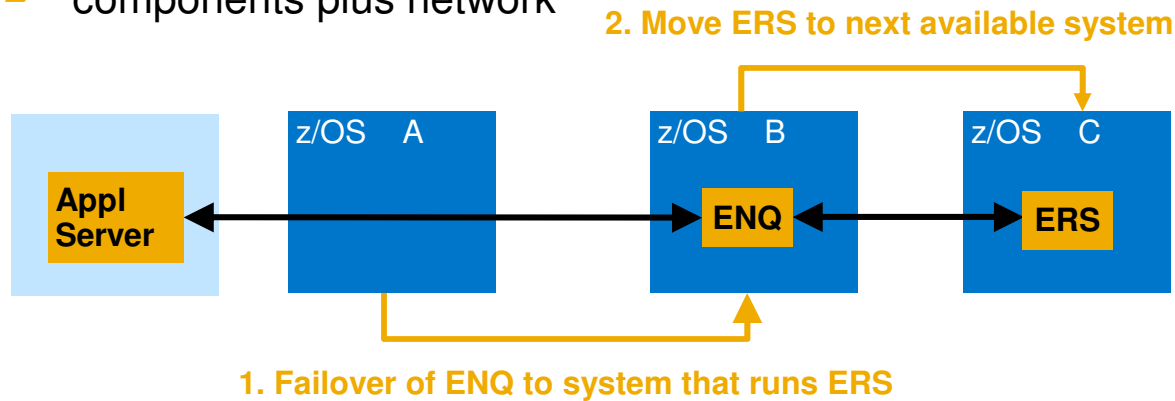 components plus network
2. Move ERS to next available system
z/OS A
z/OS B
z/OS C
Appl
Server
ENQ
ERS
1. Failover of ENQ to system that runs ERS